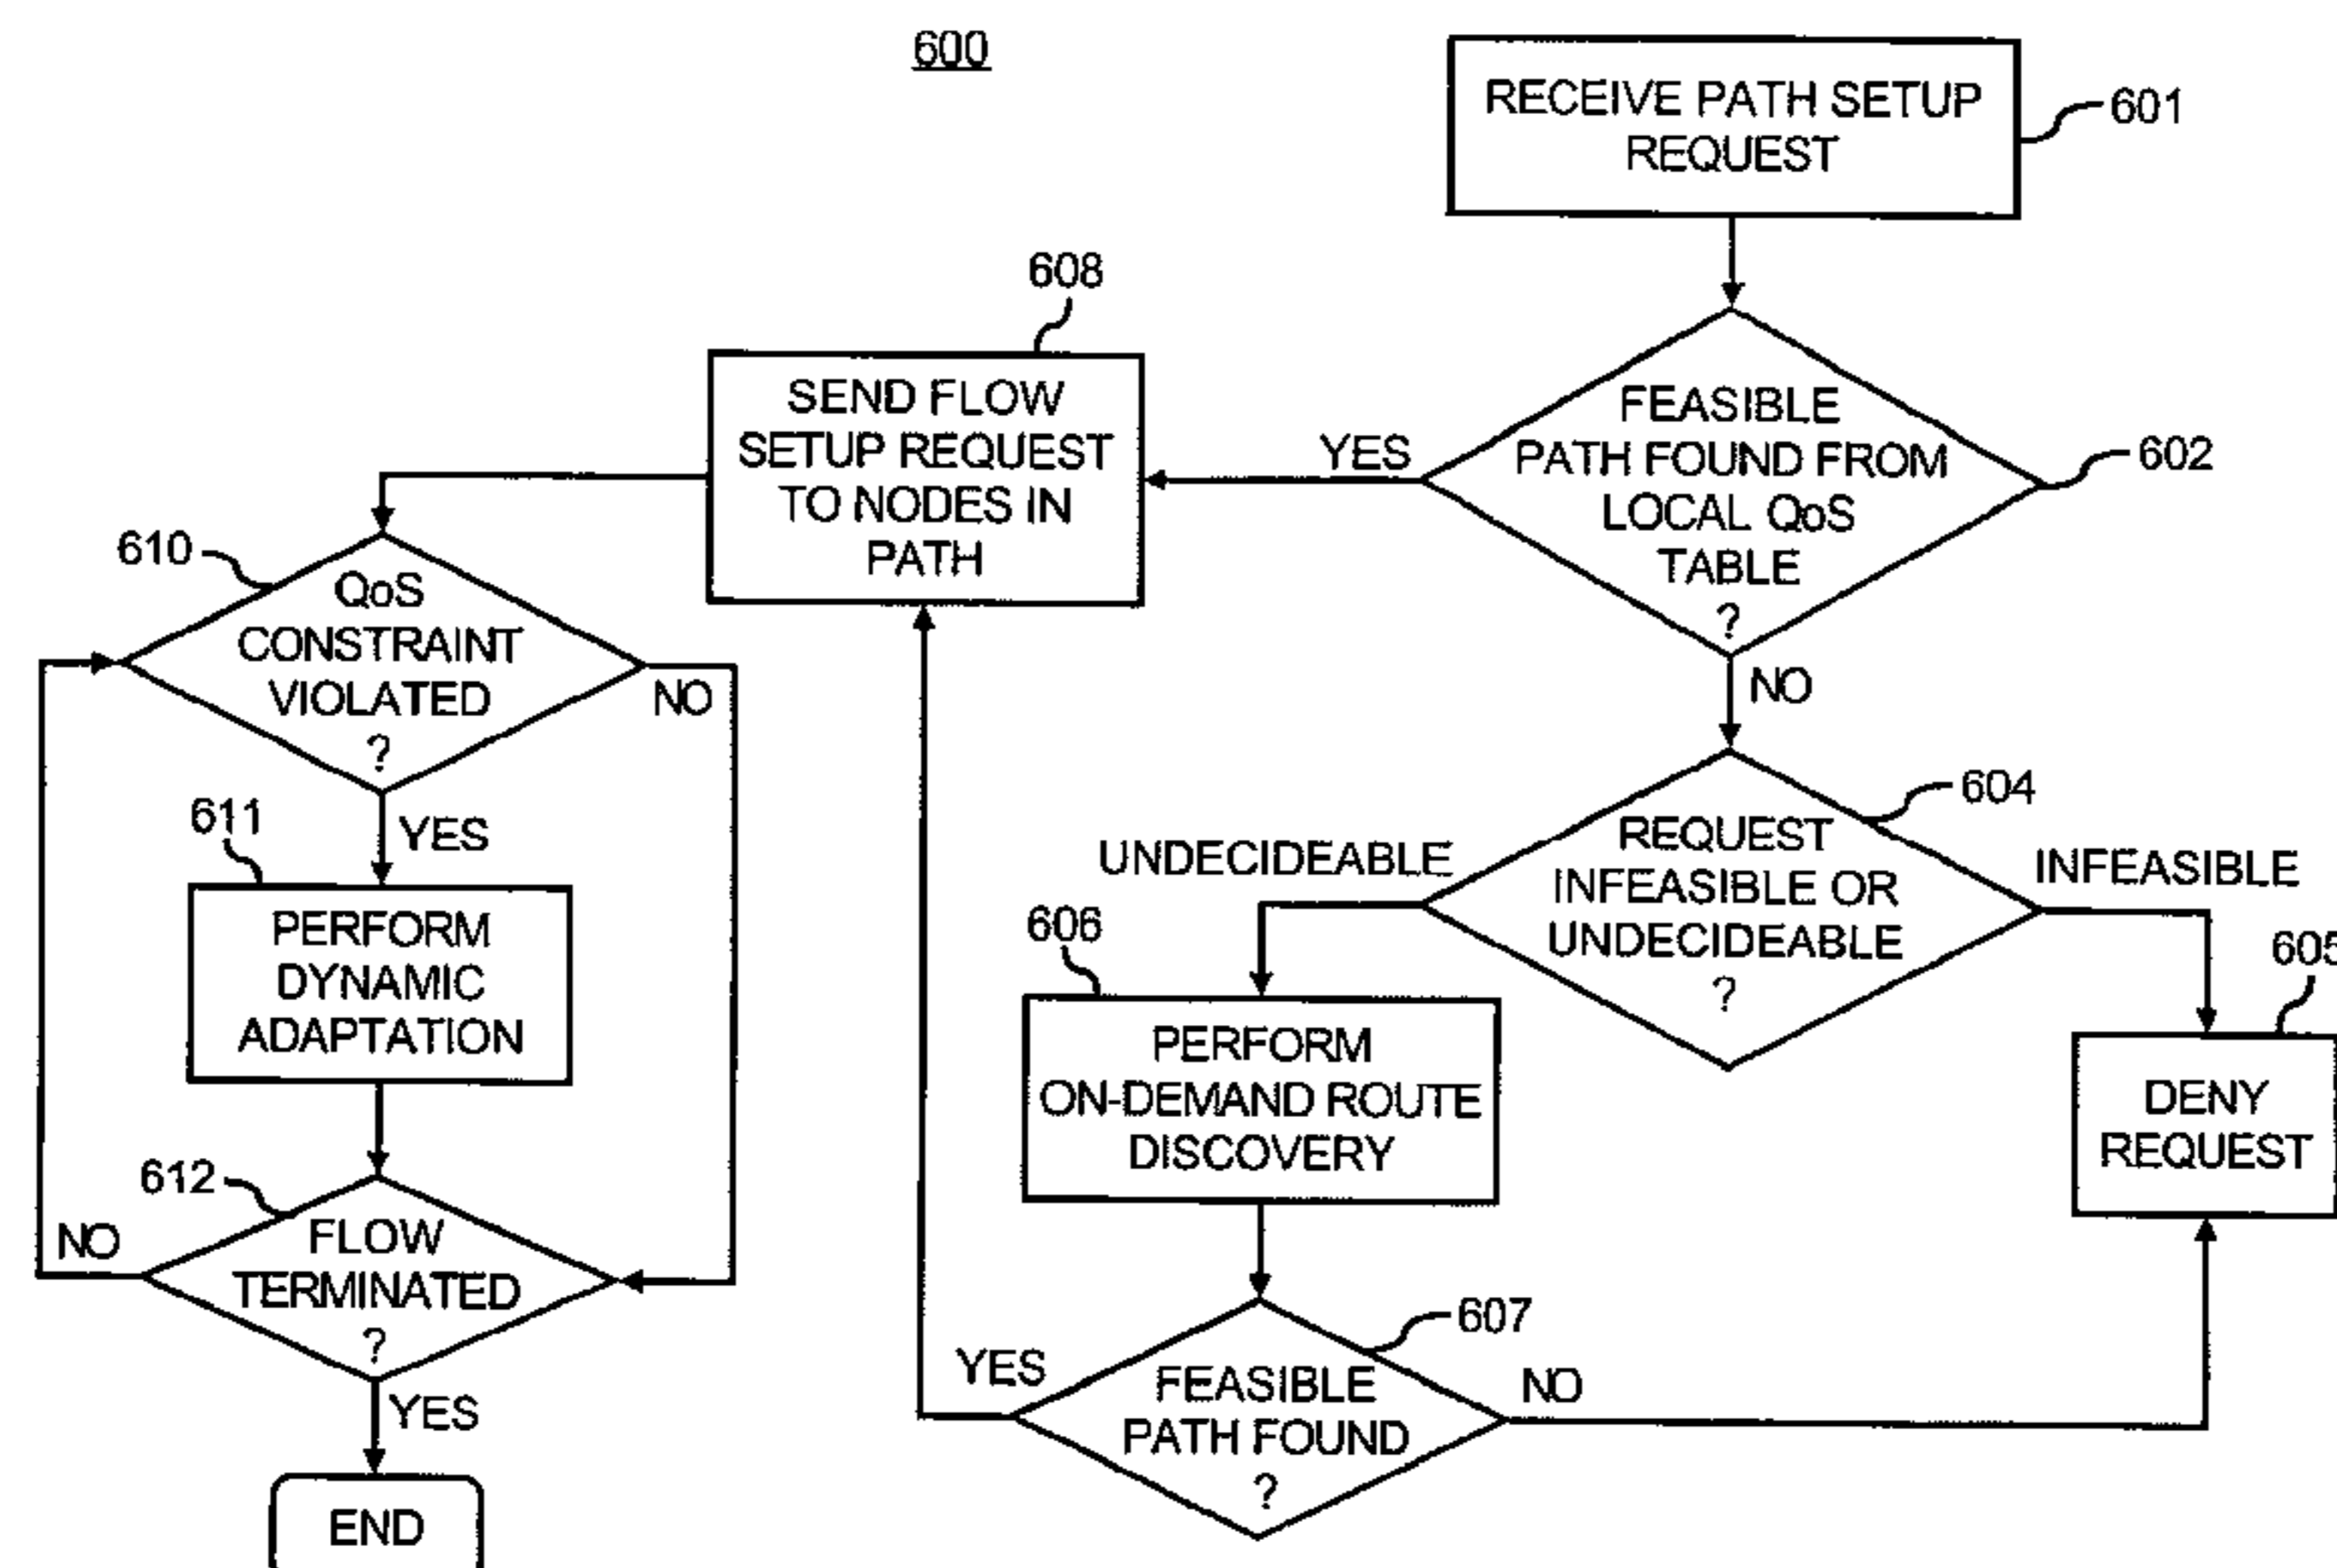 600
RECEIVE PATH SETUP
REQUEST
601
FEASIBLE
PATH FOUND FROM
LOCAL QoS
TABLE
?
602
YES
NO
608
SEND FLOW
SETUP REQUEST
TO NODES IN
PATH
610
QoS
CONSTRAINT
VIOLATED
?
NO
YES
611
PERFORM
DYNAMIC
ADAPTATION
612
FLOW
TERMINATED
?
NO
YES
END
604
REQUEST
INFEASIBLE OR
UNDECIDEABLE
?
UNDECIDEABLE
INFEASIBLE
605
DENY
REQUEST
606
PERFORM
ON-DEMAND ROUTE
DISCOVERY
607
FEASIBLE
PATH FOUND
?
YES
NO